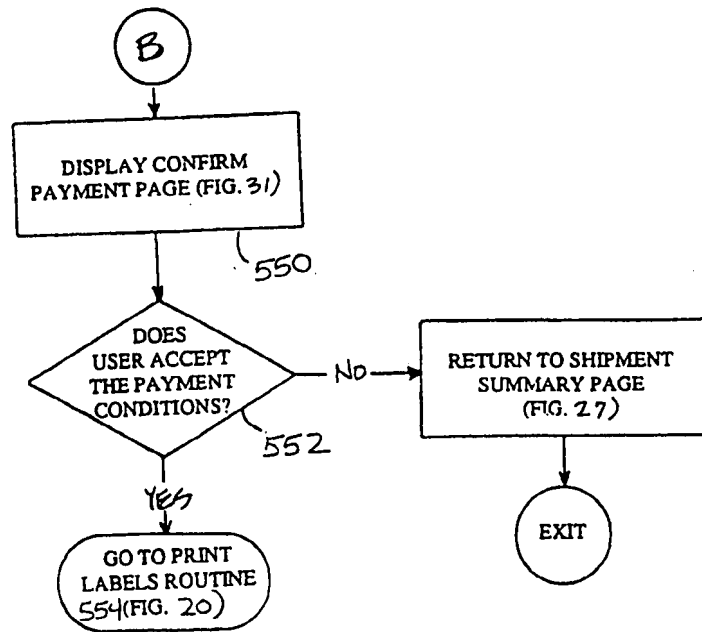 B
DISPLAY CONFIRM
PAYMENT PAGE (FIG. 31)
550
DOES
USER ACCEPT
THE PAYMENT
CONDITIONS?
552
NO
RETURN TO SHIPMENT
SUMMARY PAGE
(FIG. 27)
YES
EXIT
GO TO PRINT
LABELS ROUTINE
554(FIG. 20)